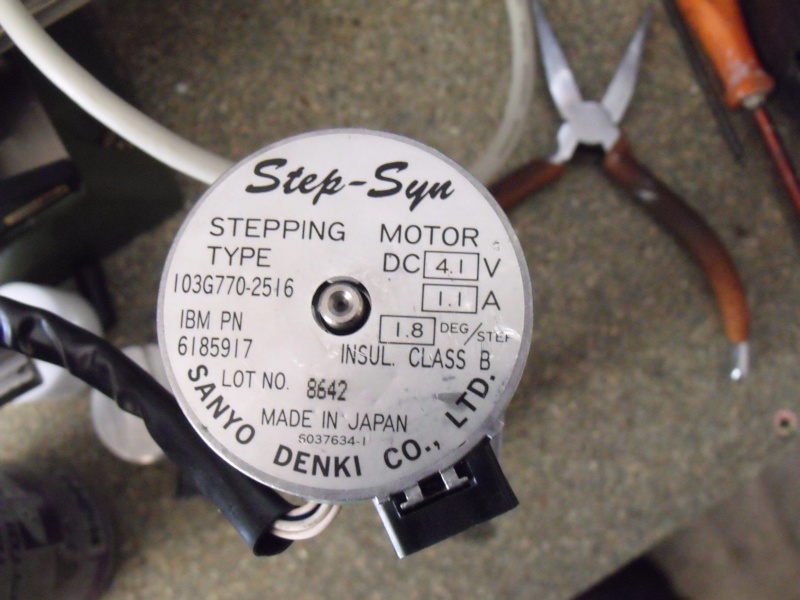 Step-Syn
STEPPING MOTOR
TYPE
DC 4.1 V
103G770-2516
1.1 A
IBM PN
1.8 DEG/STEP
6185917
INSUL. CLASS B
LOT NO. 8642
MADE IN JAPAN
5037634-1
SANYO DENKI CO., LTD.